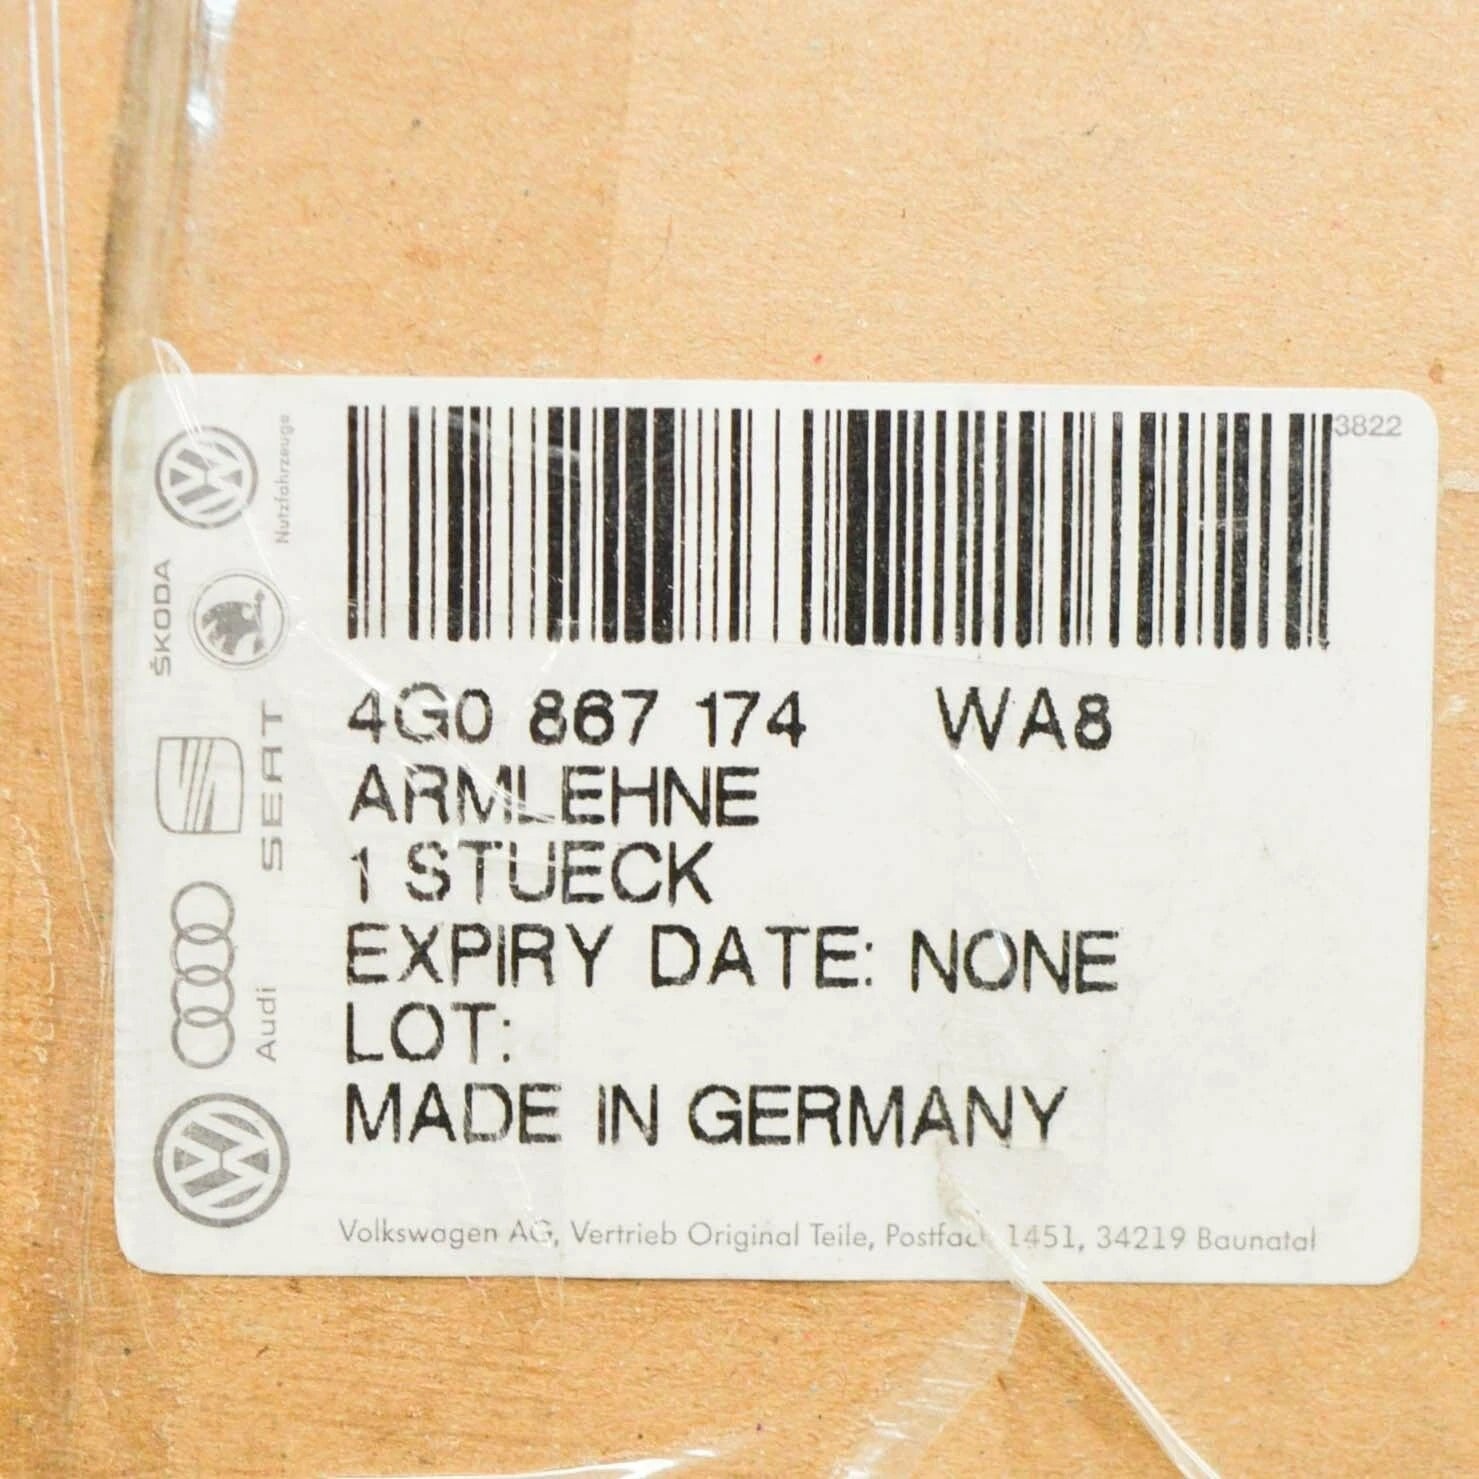 3822
4G0 867 174 WA8
ARMLEHNE
1 STUECK
EXPIRY DATE: NONE
LOT:
MADE IN GERMANY
Volkswagen AG, Vertrieb Original Teile, Postfach 1451, 34219 Baunatal
Nutzfahrzeuge
ŠKODA
SEAT
Audi